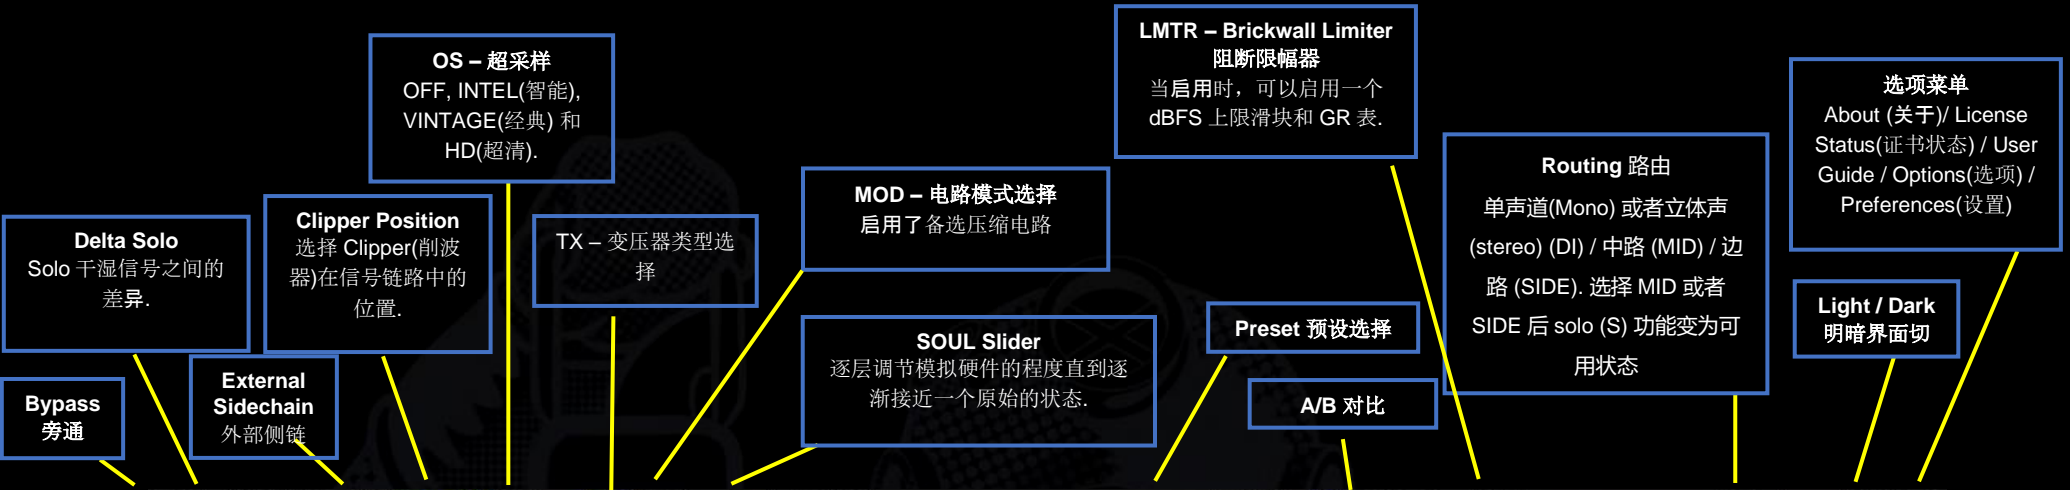 Bypass
旁通
Delta Solo
Solo 干湿信号之间的
差异.
External
Sidechain
外部侧链
Clipper Position
选择 Clipper(削波
器)在信号链路中的
位置.
OS – 超采样
OFF, INTEL(智能),
VINTAGE(经典) 和
HD(超清).
TX – 变压器类型选
择
MOD – 电路模式选择
启用了备选压缩电路
SOUL Slider
逐层调节模拟硬件的程度直到逐
渐接近一个原始的状态.
Preset 预设选择
A/B 对比
LMTR – Brickwall Limiter
阻断限幅器
当启用时，可以启用一个
dBFS 上限滑块和 GR 表.
Routing 路由
单声道(Mono) 或者立体声
(stereo) (DI) / 中路 (MID) / 边
路 (SIDE). 选择 MID 或者
SIDE 后 solo (S) 功能变为可
用状态
Light / Dark
明暗界面切
选项菜单
About (关于)/ License
Status(证书状态) / User
Guide / Options(选项) /
Preferences(设置)